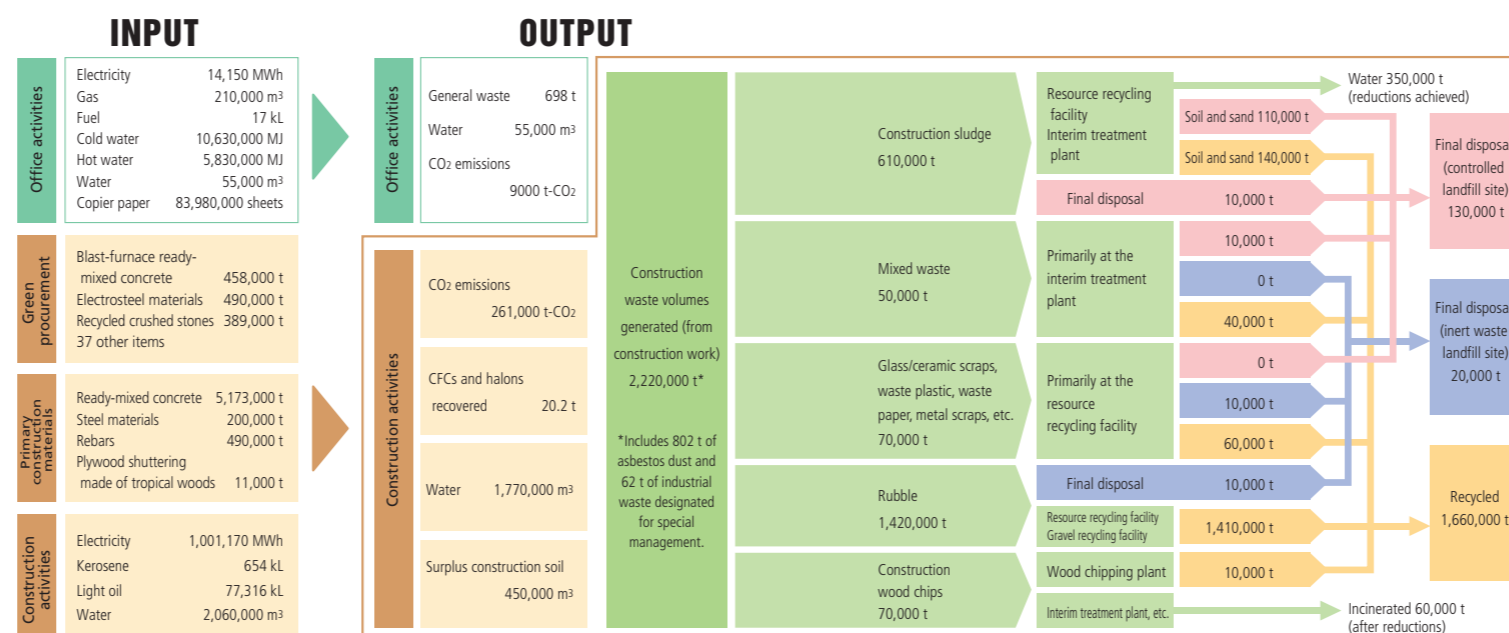 INPUT
Office activities
Electricity 14,150 MWh
Gas 210,000 m3
Fuel 17 kL
Cold water 10,630,000 MJ
Hot water 5,830,000 MJ
Water 55,000 m3
Copier paper 83,980,000 sheets
Green
procurement
Blast-furnace ready-
mixed concrete 458,000 t
Electrosteel materials 490,000 t
Recycled crushed stones 389,000 t
37 other items
Primary
construction
materials
Ready-mixed concrete 5,173,000 t
Steel materials 200,000 t
Rebars 490,000 t
Plywood shuttering
made of tropical woods 11,000 t
Construction
activities
Electricity 1,001,170 MWh
Kerosene 654 kL
Light oil 77,316 kL
Water 2,060,000 m3
OUTPUT
Office activities
General waste 698 t
Water 55,000 m3
CO2 emissions
9000 t-CO2
Construction activities
CO2 emissions
261,000 t-CO2
CFCs and halons
recovered 20.2 t
Water 1,770,000 m3
Surplus construction soil
450,000 m3
Construction
waste volumes
generated (from
construction work)
2,220,000 t*
*Includes 802 t of
asbestos dust and
62 t of industrial
waste designated
for special
management.
Construction sludge
610,000 t
Resource recycling
facility
Interim treatment
plant
Water 350,000 t
(reductions achieved)
Soil and sand 110,000 t
Soil and sand 140,000 t
Final disposal 10,000 t
Mixed waste
50,000 t
Primarily at the
interim treatment
plant
10,000 t
0 t
40,000 t
Glass/ceramic scraps,
waste plastic, waste
paper, metal scraps, etc.
70,000 t
Primarily at the
resource
recycling facility
0 t
10,000 t
60,000 t
Rubble
1,420,000 t
Final disposal 10,000 t
Resource recycling facility
Gravel recycling facility
1,410,000 t
Construction
wood chips
70,000 t
Wood chipping plant
10,000 t
Interim treatment plant, etc.
Incinerated 60,000 t
(after reductions)
Final disposal
(controlled
landfill site)
130,000 t
Final disposal
(inert waste
landfill site)
20,000 t
Recycled
1,660,000 t